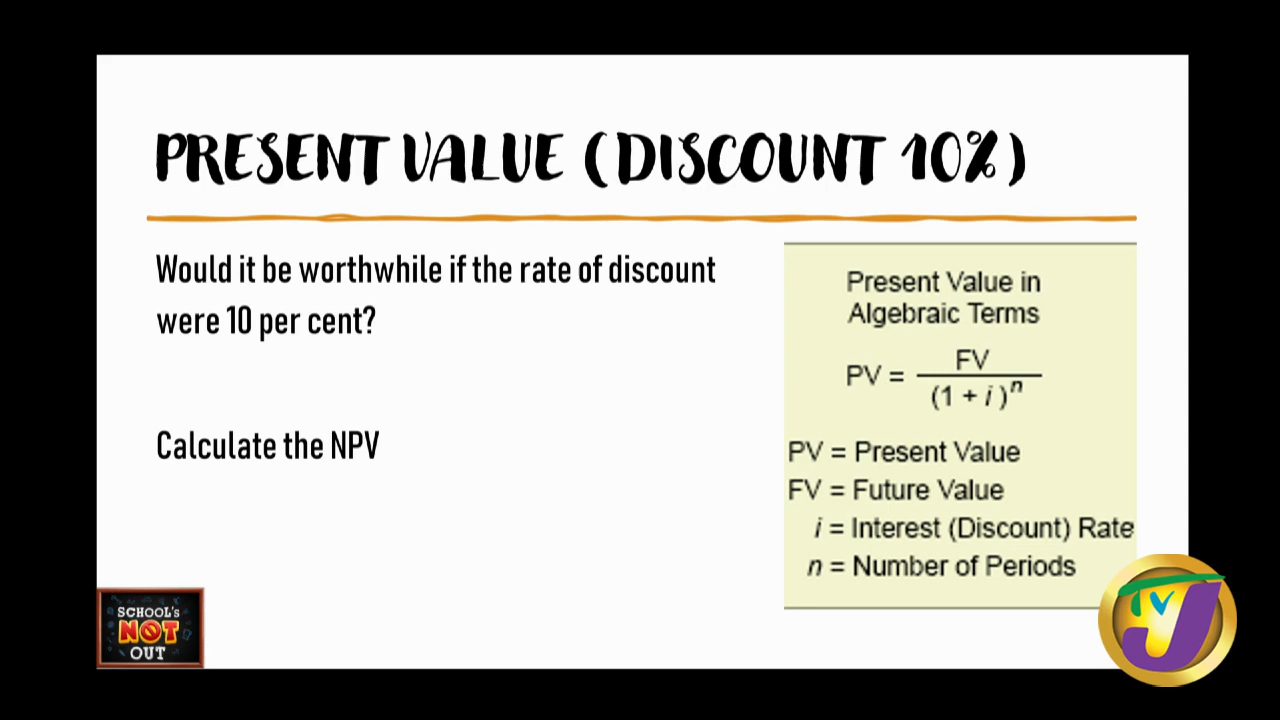 PRESENT VALUE (DISCOUNT 10%)
Would it be worthwhile if the rate of discount
were 10 per cent?
Calculate the NPV
Present Value in
Algebraic Terms
PV = FV
(1 + i)ⁿ
PV = Present Value
FV = Future Value
i = Interest (Discount) Rate
n = Number of Periods
SCHOOL's
NOT
OUT
TVJ